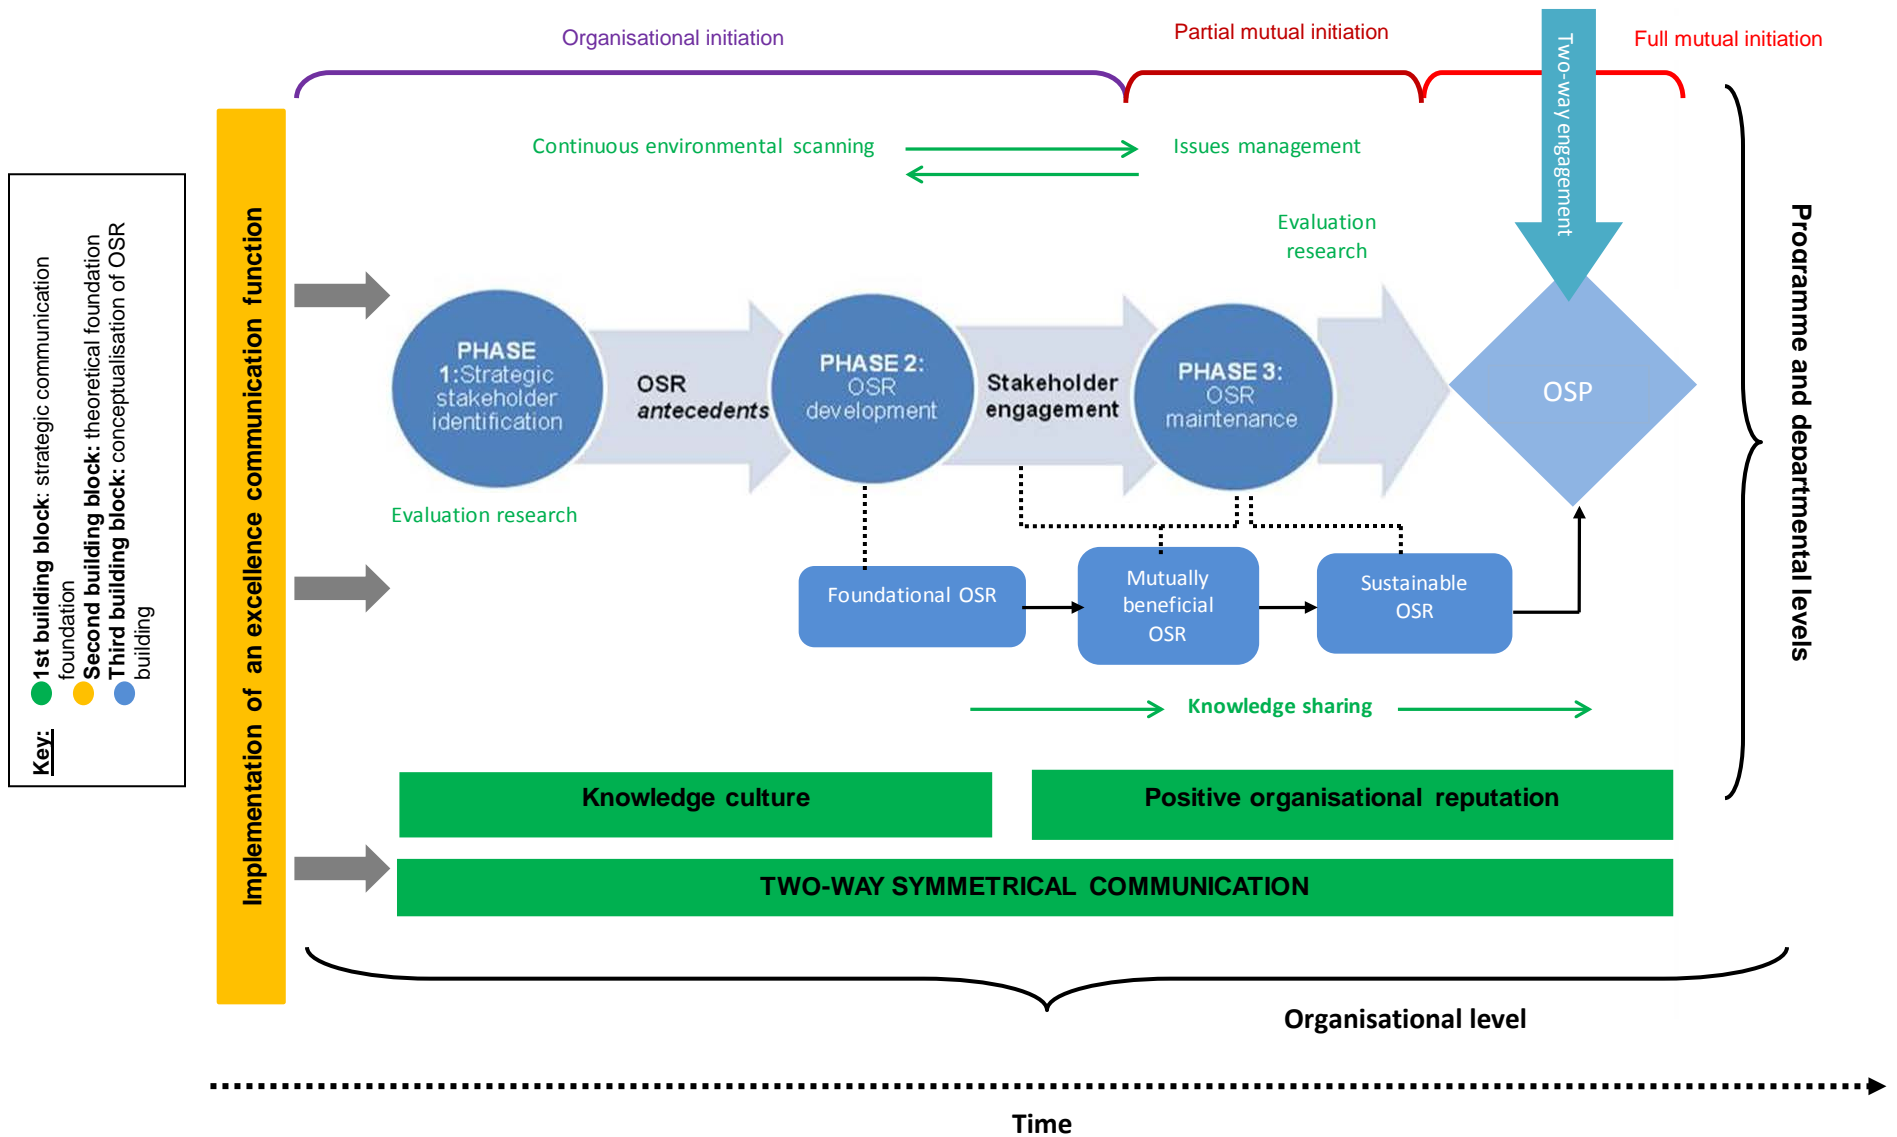 Organisational initiation
Partial mutual initiation
Full mutual initiation
Two-way engagement
Continuous environmental scanning
Issues management
Evaluation
research
Key:
1st building block: strategic communication
foundation
Second building block: theoretical foundation
Third building block: conceptualisation of OSR
building
Implementation of an excellence communication function
PHASE
1:Strategic
stakeholder
identification
OSR
antecedents
PHASE 2:
OSR
development
Stakeholder
engagement
PHASE 3:
OSR
maintenance
OSP
Programme and departmental levels
Evaluation research
Foundational OSR
Mutually
beneficial
OSR
Sustainable
OSR
Knowledge sharing
Knowledge culture
Positive organisational reputation
TWO-WAY SYMMETRICAL COMMUNICATION
Organisational level
Time